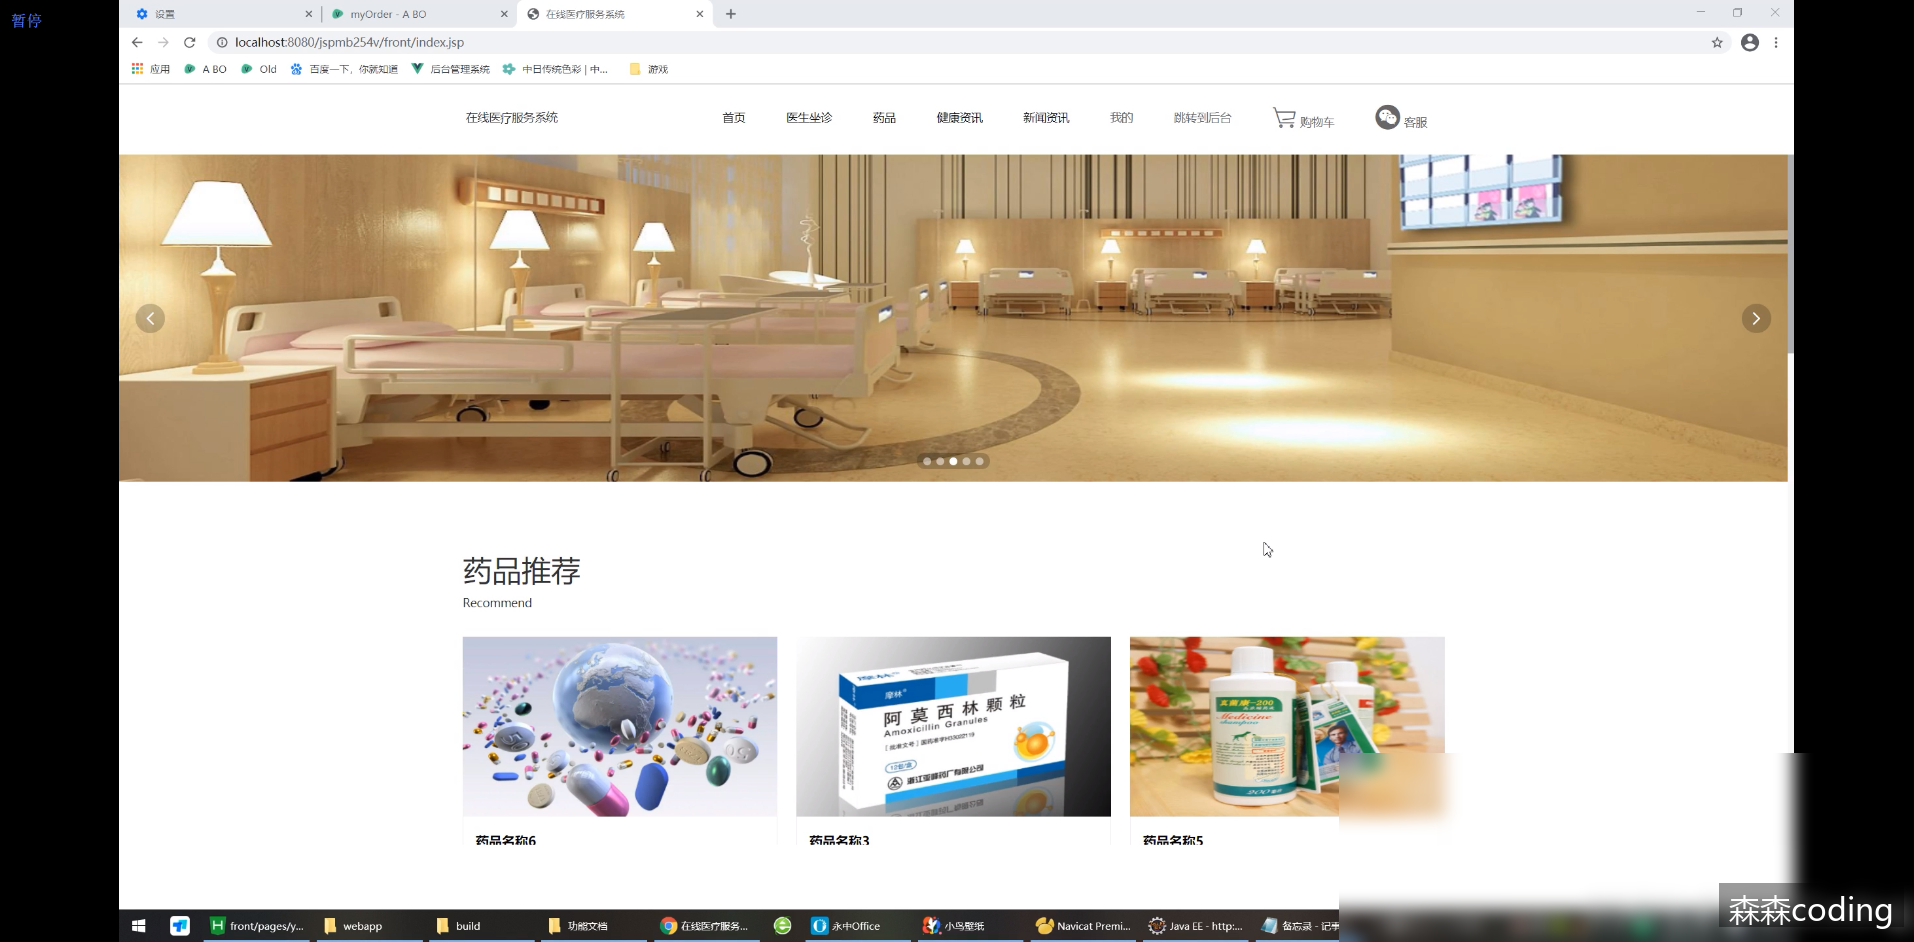 暂停
设置
myOrder - A BO
在线医疗服务系统
localhost:8080/jspmb254v/front/index.jsp
应用
A BO
Old
百度一下，你就知道
后台管理系统
中日传统色彩 | 中...
游戏
在线医疗服务系统
首页
医生坐诊
药品
健康资讯
新闻资讯
我的
跳转到后台
购物车
客服
药品推荐
Recommend
摩林
阿莫西林颗粒
Amoxicillin Granules
12包/盒
Medicine
200
药品名称6
药品名称3
药品名称5
front/pages/y...
webapp
build
功能文档
在线医疗服务...
永中Office
小鸟壁纸
Navicat Premi...
Java EE - http:...
备忘录 - 记事
森森coding